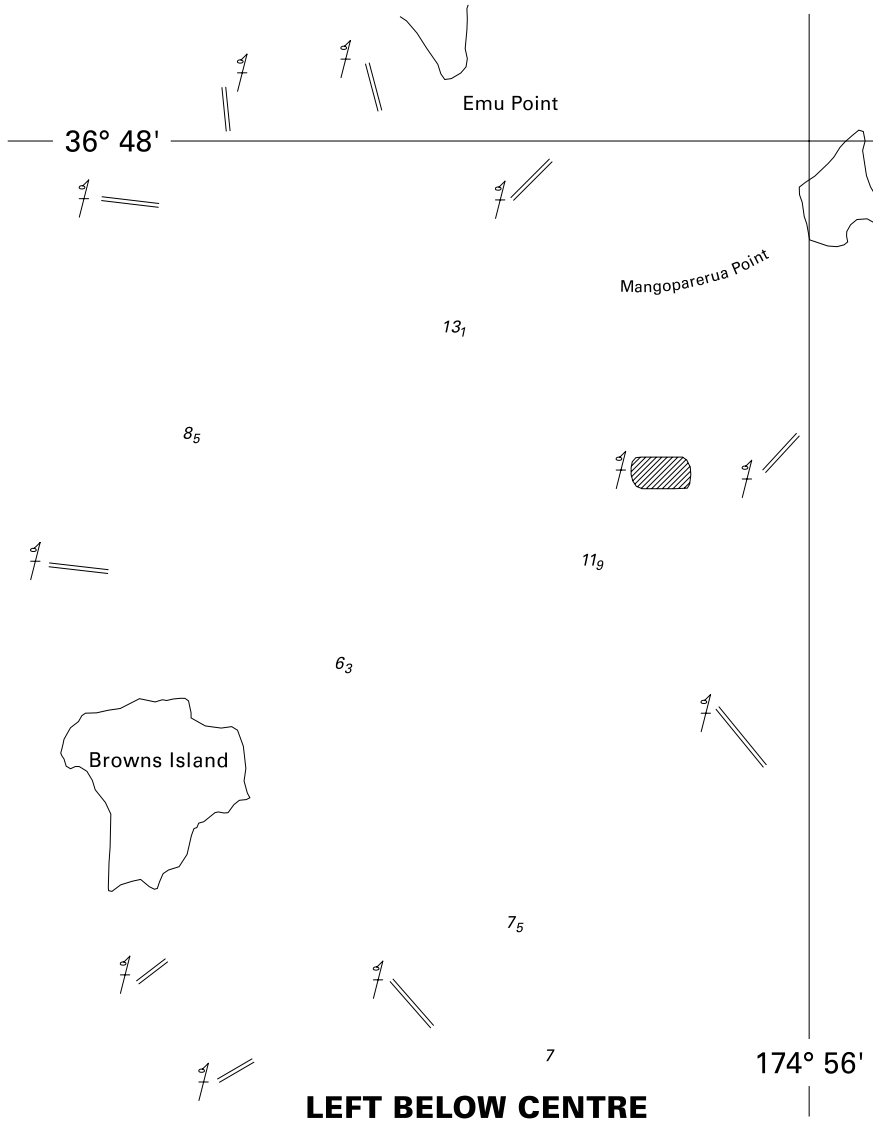 Emu Point
36° 48'
Mangoparerua Point
13₁
8₅
11₉
6₃
Browns Island
7₅
7
174° 56'
LEFT BELOW CENTRE